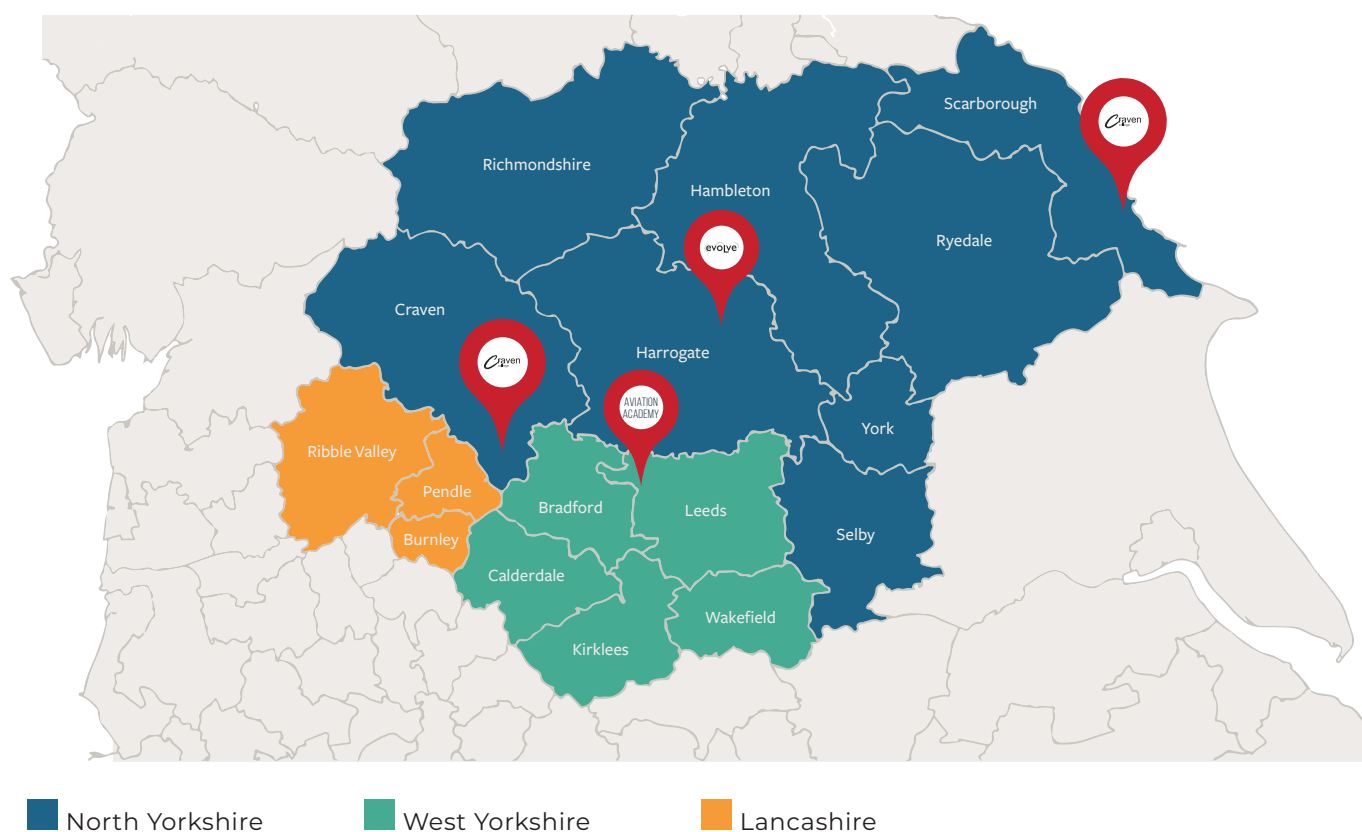 Scarborough
Craven
Richmondshire
Hambleton
evolve
Ryedale
Craven
Harrogate
Craven
AVIATION
ACADEMY
York
Ribble Valley
Pendle
Bradford
Leeds
Burnley
Selby
Calderdale
Wakefield
Kirklees
North Yorkshire
West Yorkshire
Lancashire